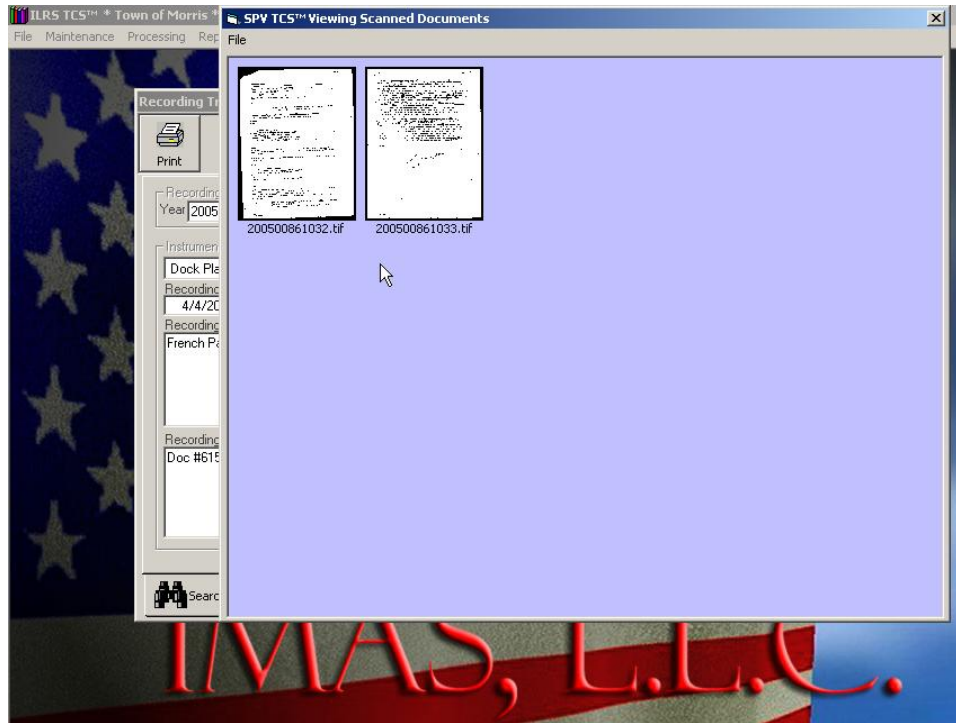 ILRS TCS™ * Town of Morris *
File Maintenance Processing Rep
SPV TCS™ Viewing Scanned Documents
File
200500861032.tif 200500861033.tif
Recording Tr
Print
Recording
Year 2005
Instrumen
Dock Pla
Recording
4/4/20
Recording
French Pa
Recording
Doc #615
Searc
IMAS, L.L.C.